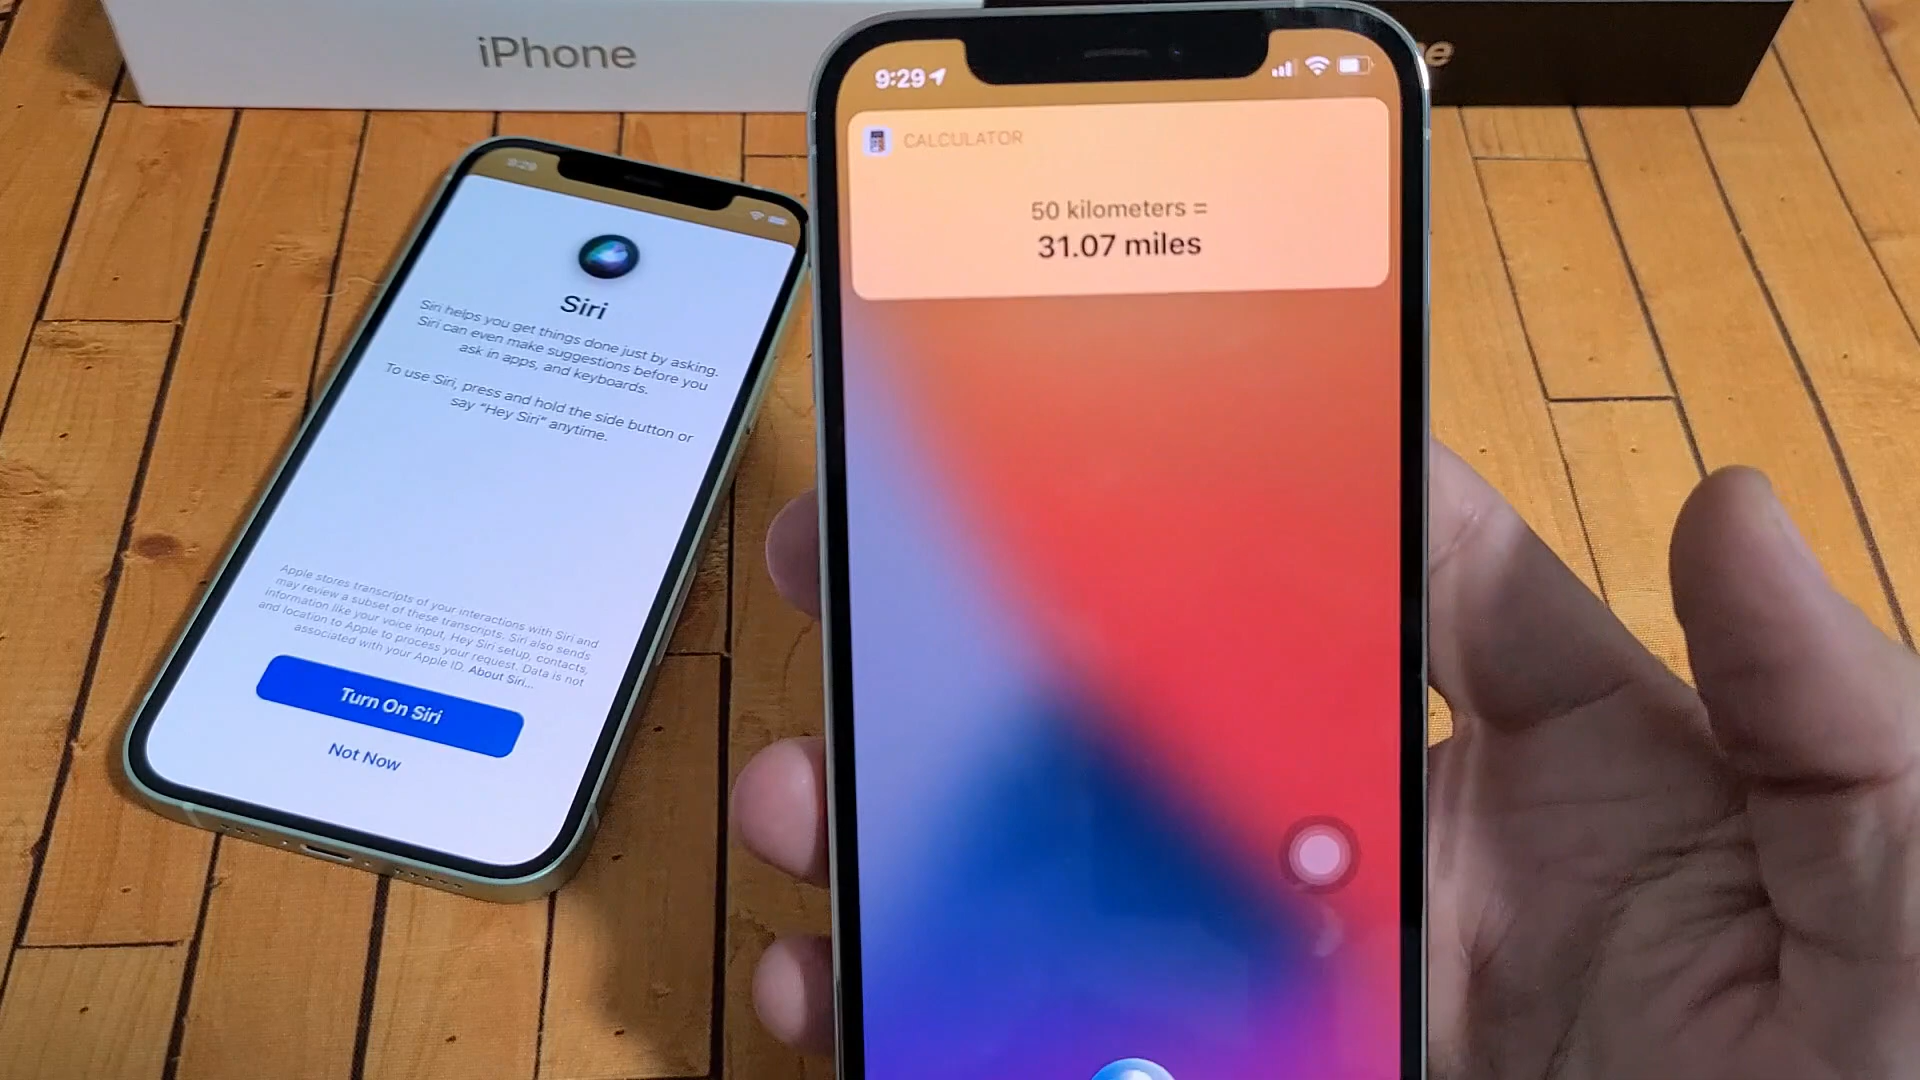 iPhone
ne
9:29
CALCULATOR
50 kilometers =
31.07 miles
9:29
Siri
Siri helps you get things done just by asking.
Siri can even make suggestions before you
ask in apps, and keyboards.
To use Siri, press and hold the side button or
say "Hey Siri" anytime.
Apple stores transcripts of your interactions with Siri and
may review a subset of these transcripts. Siri also sends
information like your voice input, Hey Siri setup, contacts,
and location to Apple to process your request. Data is not
associated with your Apple ID. About Siri...
Turn On Siri
Not Now